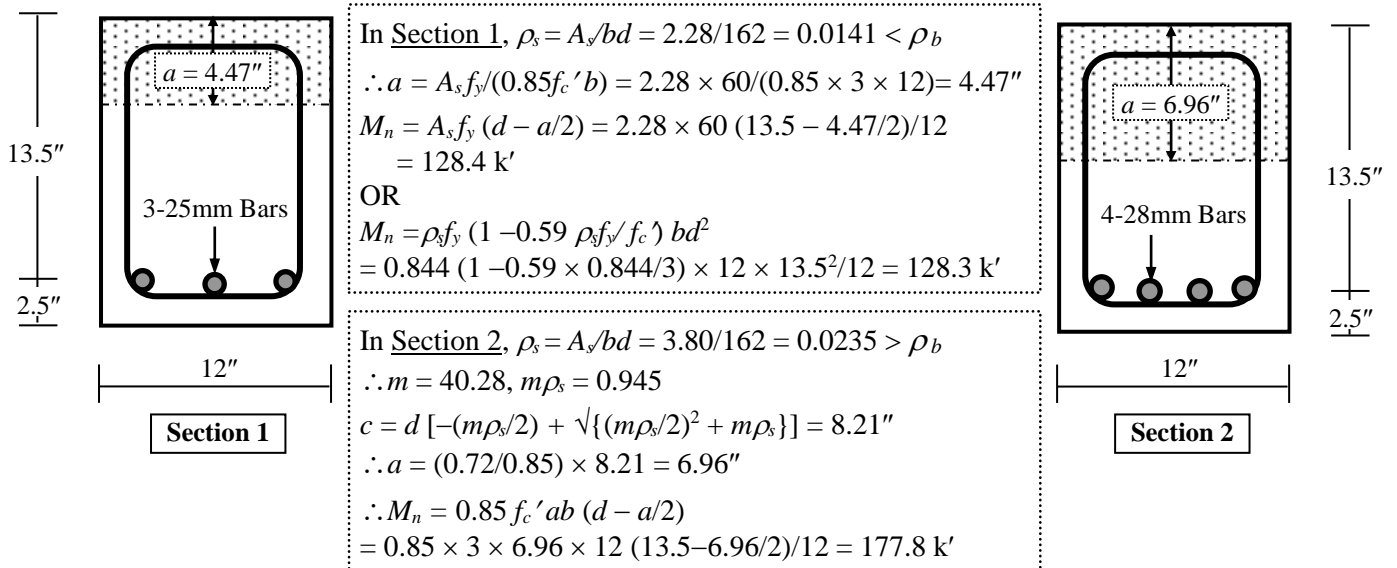 13.5″
2.5″
a = 4.47″
3-25mm Bars
12″
Section 1
In Section 1, ρs = As/bd = 2.28/162 = 0.0141 < ρb
∴a = Asfy/(0.85fc′b) = 2.28 × 60/(0.85 × 3 × 12)= 4.47″
Mn = Asfy (d – a/2) = 2.28 × 60 (13.5 – 4.47/2)/12
= 128.4 k′
OR
Mn =ρsfy (1 –0.59 ρsfy/fc′) bd²
= 0.844 (1 –0.59 × 0.844/3) × 12 × 13.5²/12 = 128.3 k′
In Section 2, ρs = As/bd = 3.80/162 = 0.0235 > ρb
∴m = 40.28, mρs = 0.945
c = d [–(mρs/2) + √{(mρs/2)² + mρs}] = 8.21″
∴a = (0.72/0.85) × 8.21 = 6.96″
∴Mn = 0.85 fc′ab (d – a/2)
= 0.85 × 3 × 6.96 × 12 (13.5–6.96/2)/12 = 177.8 k′
a = 6.96″
4-28mm Bars
13.5″
2.5″
12″
Section 2